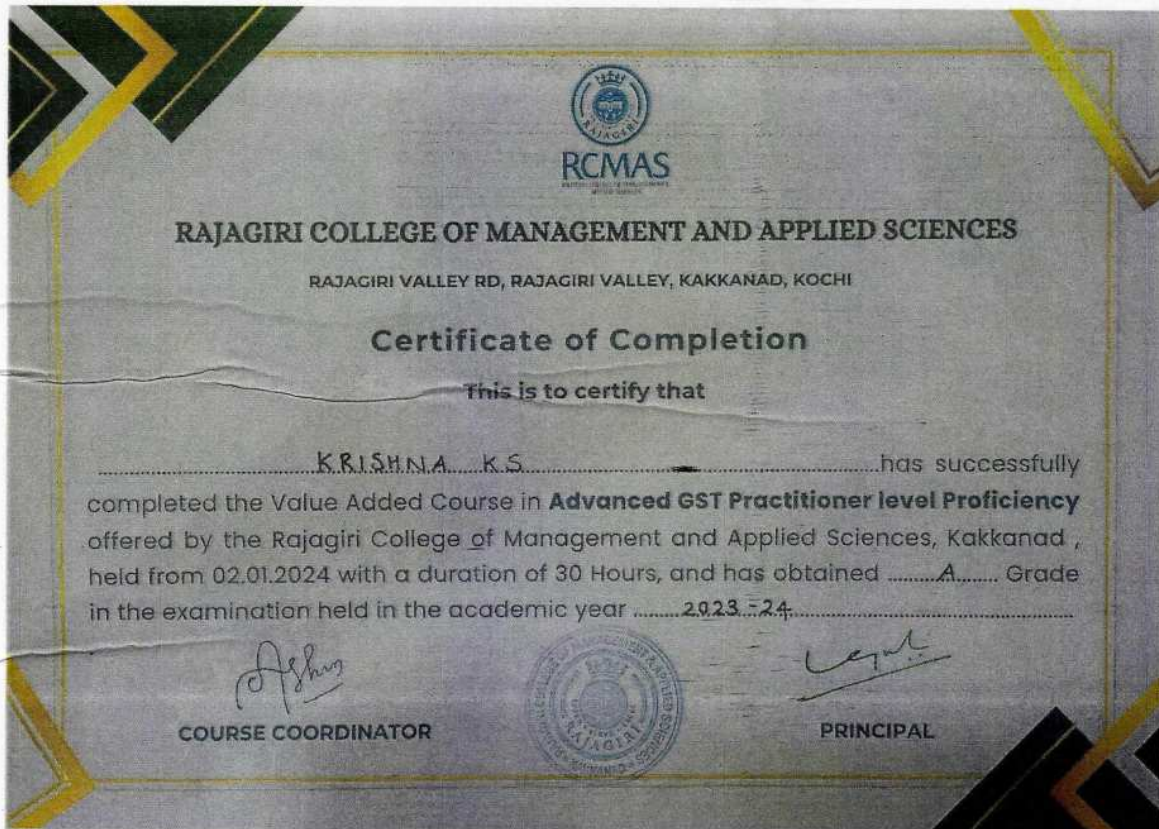 RAJAGIRI
RCMAS
RAJAGIRI COLLEGE OF MANAGEMENT AND APPLIED SCIENCES
RAJAGIRI VALLEY RD, RAJAGIRI VALLEY, KAKKANAD, KOCHI
Certificate of Completion
This is to certify that
KRISHNA K S has successfully
completed the Value Added Course in Advanced GST Practitioner level Proficiency
offered by the Rajagiri College of Management and Applied Sciences, Kakkanad ,
held from 02.01.2024 with a duration of 30 Hours, and has obtained A Grade
in the examination held in the academic year 2023-24
RAJAGIRI
COURSE COORDINATOR
PRINCIPAL